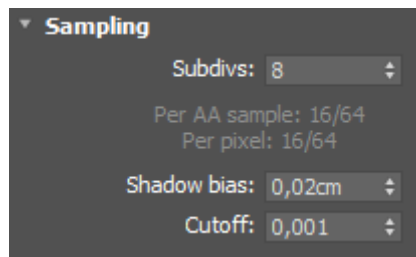 Sampling
Subdivs: 8
Per AA sample: 16/64
Per pixel: 16/64
Shadow bias: 0,02cm
Cutoff: 0,001